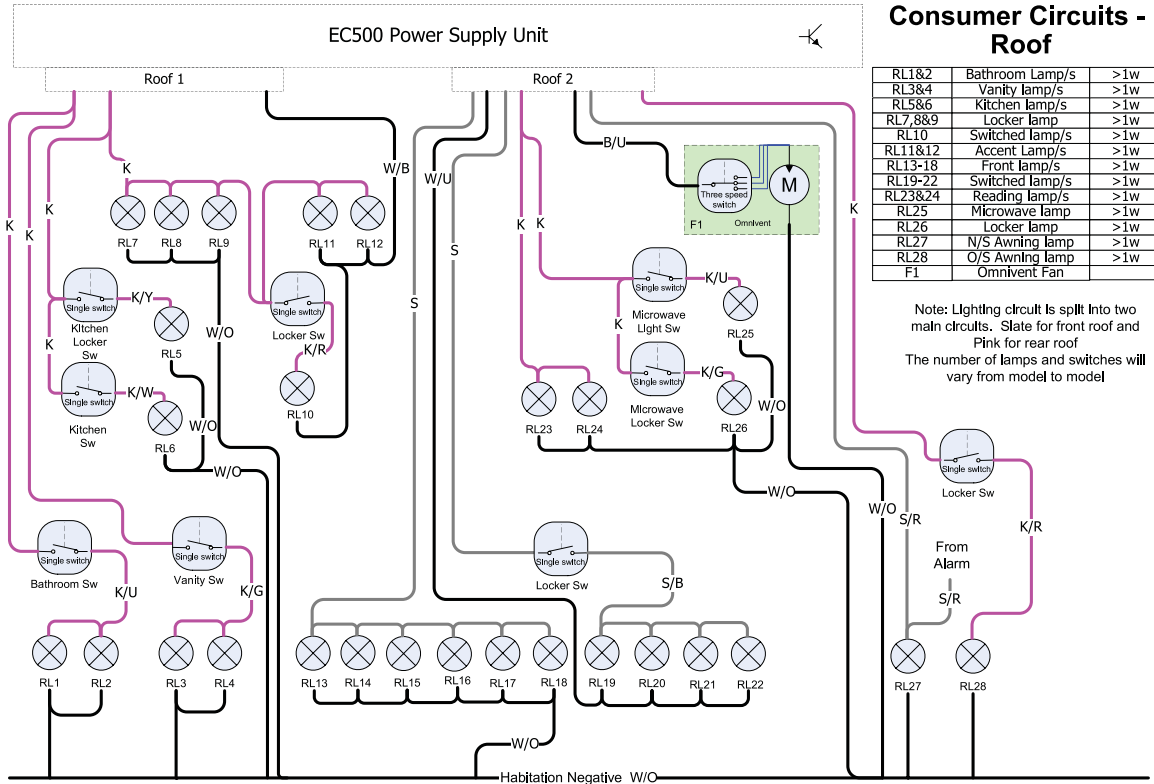 EC500 Power Supply Unit
Consumer Circuits -
Roof
Roof 1
Roof 2
RL1&2 Bathroom Lamp/s >1w
RL3&4 Vanity lamp/s >1w
RL5&6 Kitchen lamp/s >1w
RL7,8&9 Locker lamp >1w
RL10 Switched lamp/s >1w
RL11&12 Accent Lamp/s >1w
RL13-18 Front lamp/s >1w
RL19-22 Switched lamp/s >1w
RL23&24 Reading lamp/s >1w
RL25 Microwave lamp >1w
RL26 Locker lamp >1w
RL27 N/S Awning lamp >1w
RL28 O/S Awning lamp >1w
F1 Omnivent Fan
Note: Lighting circuit is split into two
main circuits. Slate for front roof and
Pink for rear roof
The number of lamps and switches will
vary from model to model
B/U
K
W/B
W/U
M
Three speed
switch
F1
Omnivent
K
K
K
K
K
RL7
RL8
RL9
RL11
RL12
S
S
K/U
Single switch
Microwave
Light Sw
K/Y
Single switch
Kitchen
Locker
Sw
RL5
W/O
Single switch
Locker Sw
K/R
RL10
K
K
RL25
K/G
Single switch
Microwave
Locker Sw
K/W
Single switch
Kitchen
Sw
RL6
W/O
W/O
RL23
RL24
RL26
W/O
W/O
Single switch
Locker Sw
W/O
S/R
K/R
From
Alarm
S/R
Single switch
Bathroom Sw
K/U
Single switch
Vanity Sw
K/G
Single switch
Locker Sw
S/B
RL1
RL2
RL3
RL4
RL13
RL14
RL15
RL16
RL17
RL18
RL19
RL20
RL21
RL22
RL27
RL28
W/O
Habitation Negative W/O